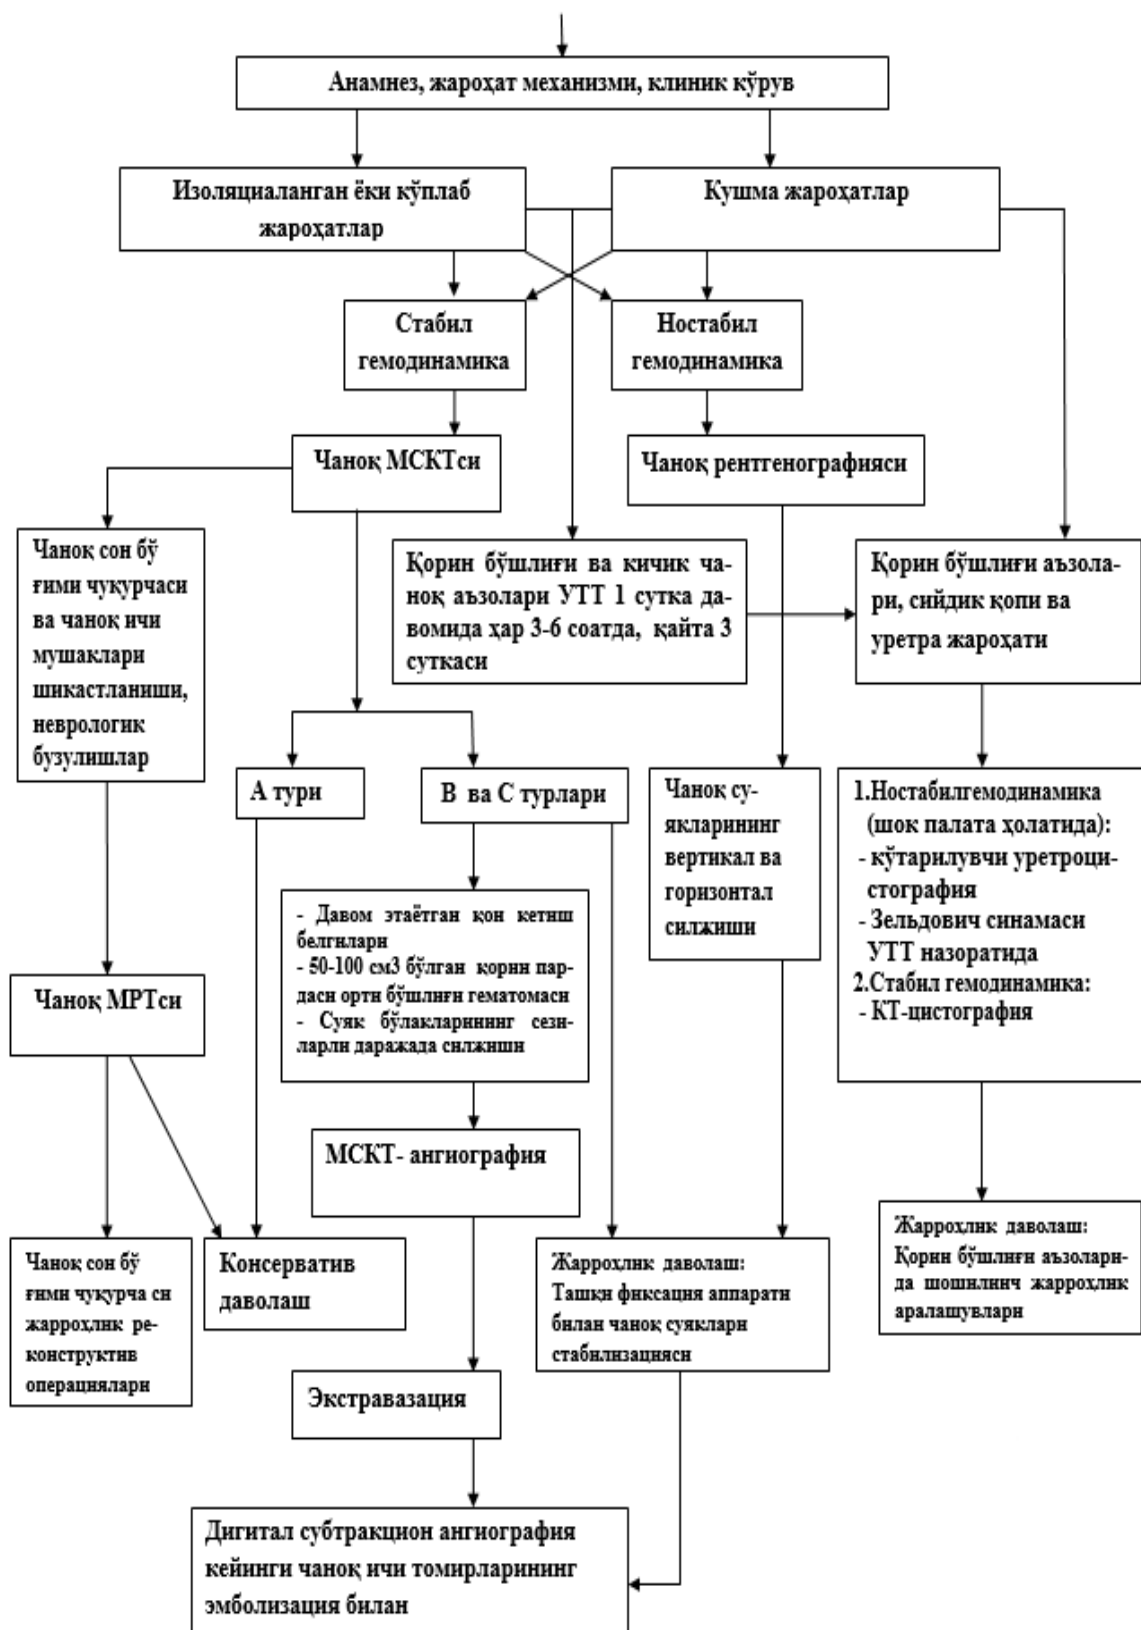 Анамнез, жароҳат механизми, клиник кўрув
Изоляциаланган ёки кўплаб
жароҳатлар
Кушма жароҳатлар
Стабил
гемодинамика
Ностабил
гемодинамика
Чаноқ МСКТси
Чаноқ рентгенографияси
Чаноқ сон бў
ғими чуқурчаси
ва чаноқ ичи
мушаклари
шикастланиши,
неврологик
бузулишлар
Қорин бўшлиғи ва кичик ча-
ноқ аъзолари УТТ 1 сутка да-
вомида ҳар 3-6 соатда, қайта 3
суткаси
Қорин бўшлиғи аъзола-
ри, сийдик қопи ва
уретра жароҳати
А тури
В ва С турлари
Чаноқ су-
якларининг
вертикал ва
горизонтал
силжиши
1.Ностабилгемодинамика
(шок палата ҳолатида):
- кўтарилувчи уретроци-
стография
- Зельдович синамаси
УТТ назоратида
2.Стабил гемодинамика:
- КТ-цистография
- Давом этаётган қон кетиш
белгилари
- 50-100 см3 бўлган қорин пар-
даси орти бўшлиғи гематомаси
- Суяк бўлакларининг сези-
ларли даражада силжиши
Чаноқ МРТси
МСКТ- ангиография
Чаноқ сон бў
ғими чуқурча си
жарроҳлик ре-
конструктив
операциялари
Консерватив
даволаш
Жарроҳлик даволаш:
Ташқи фиксация аппарати
билан чаноқ суяклари
стабилизацияси
Жарроҳлик даволаш:
Қорин бўшлиғи аъзолари-
да шошилинч жарроҳлик
аралашувлари
Экстравазация
Дигитал субтракцион ангиография
кейинги чаноқ ичи томирларининг
эмболизация билан